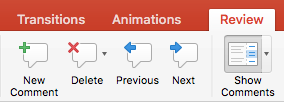 Transitions Animations Review
New Comment Delete Previous Next Show Comments